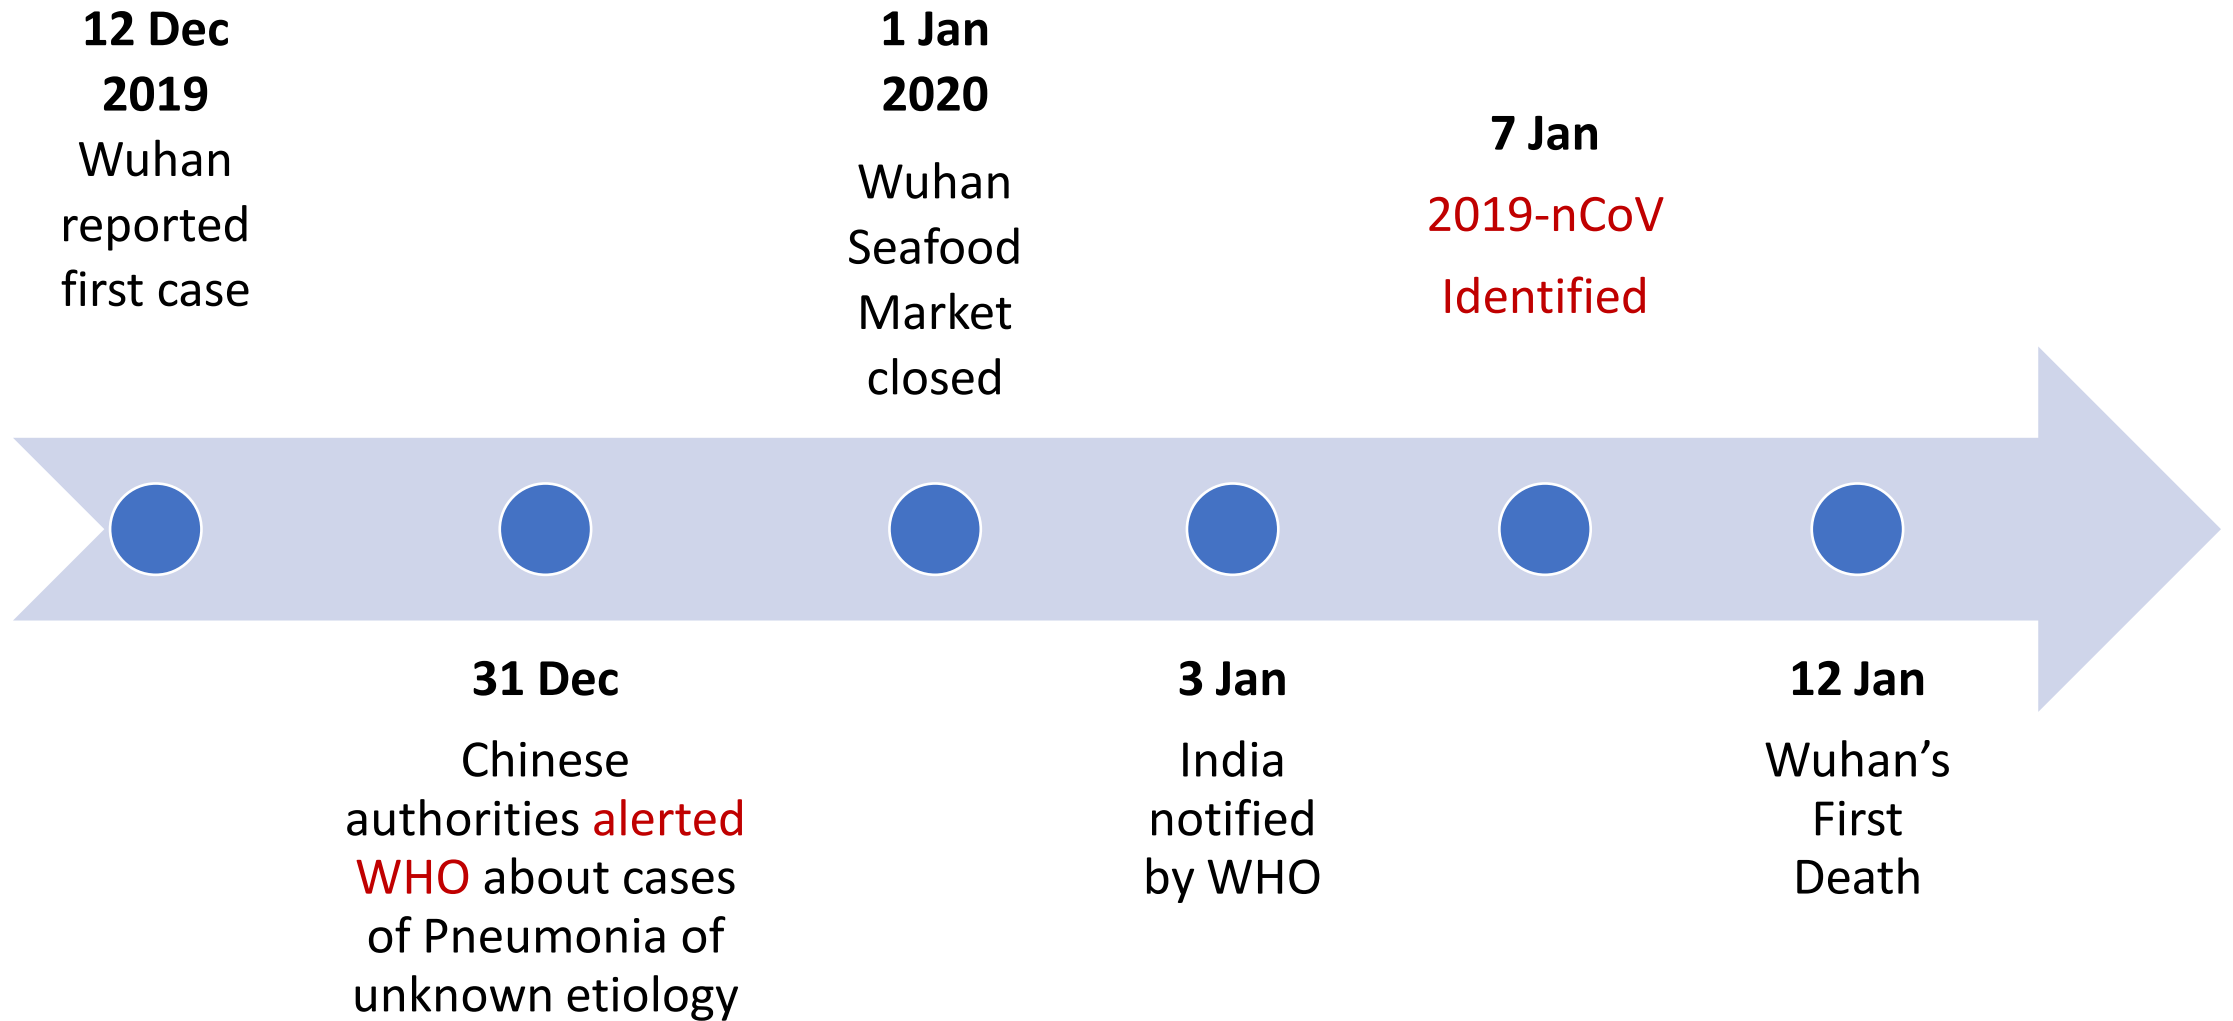 12 Dec
2019
Wuhan
reported
first case
31 Dec
Chinese
authorities alerted
WHO about cases
of Pneumonia of
unknown etiology
1 Jan
2020
Wuhan
Seafood
Market
closed
3 Jan
India
notified
by WHO
7 Jan
2019-nCoV
Identified
12 Jan
Wuhan’s
First
Death